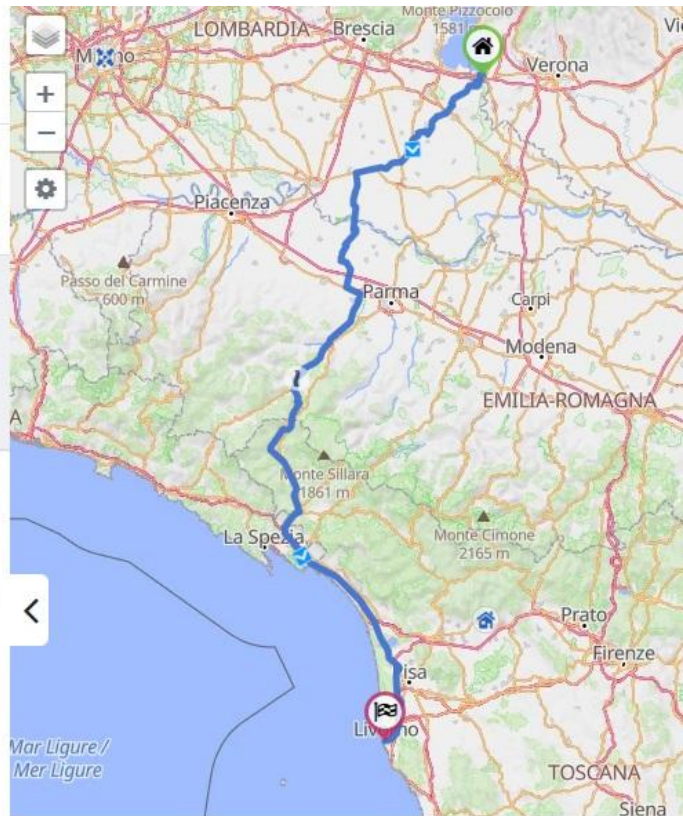 Monte Pizzocolo
1581 m
LOMBARDIA
Brescia
Verona
Piacenza
Passo del Carmine
600 m
Parma
Carpi
Modena
EMILIA-ROMAGNA
Monte Sillara
1861 m
La Spezia
Monte Cimone
2165 m
Prato
Firenze
isa
Mar Ligure /
Mer Ligure
TOSCANA
Siena